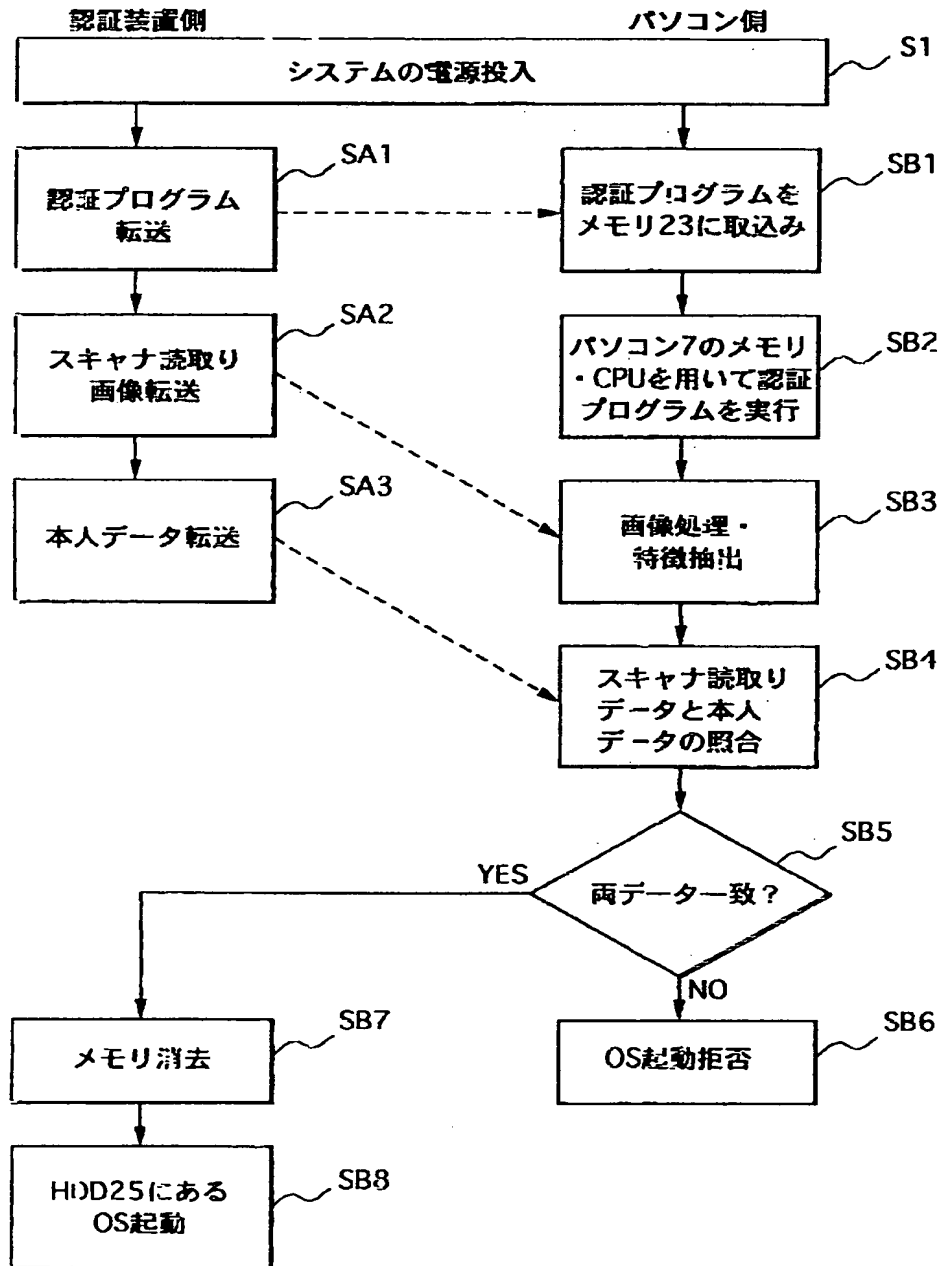 認証装置側
パソコン側
システムの電源投入
S1
認証プログラム
転送
SA1
認証プログラムを
メモリ23に取込み
SB1
スキャナ読取り
画像転送
SA2
パソコン7のメモリ
・CPUを用いて認証
プログラムを実行
SB2
本人データ転送
SA3
画像処理・
特徴抽出
SB3
スキャナ読取り
データと本人
データの照合
SB4
両データ一致?
SB5
YES
NO
メモリ消去
SB7
OS起動拒否
SB6
HDD25にある
OS起動
SB8